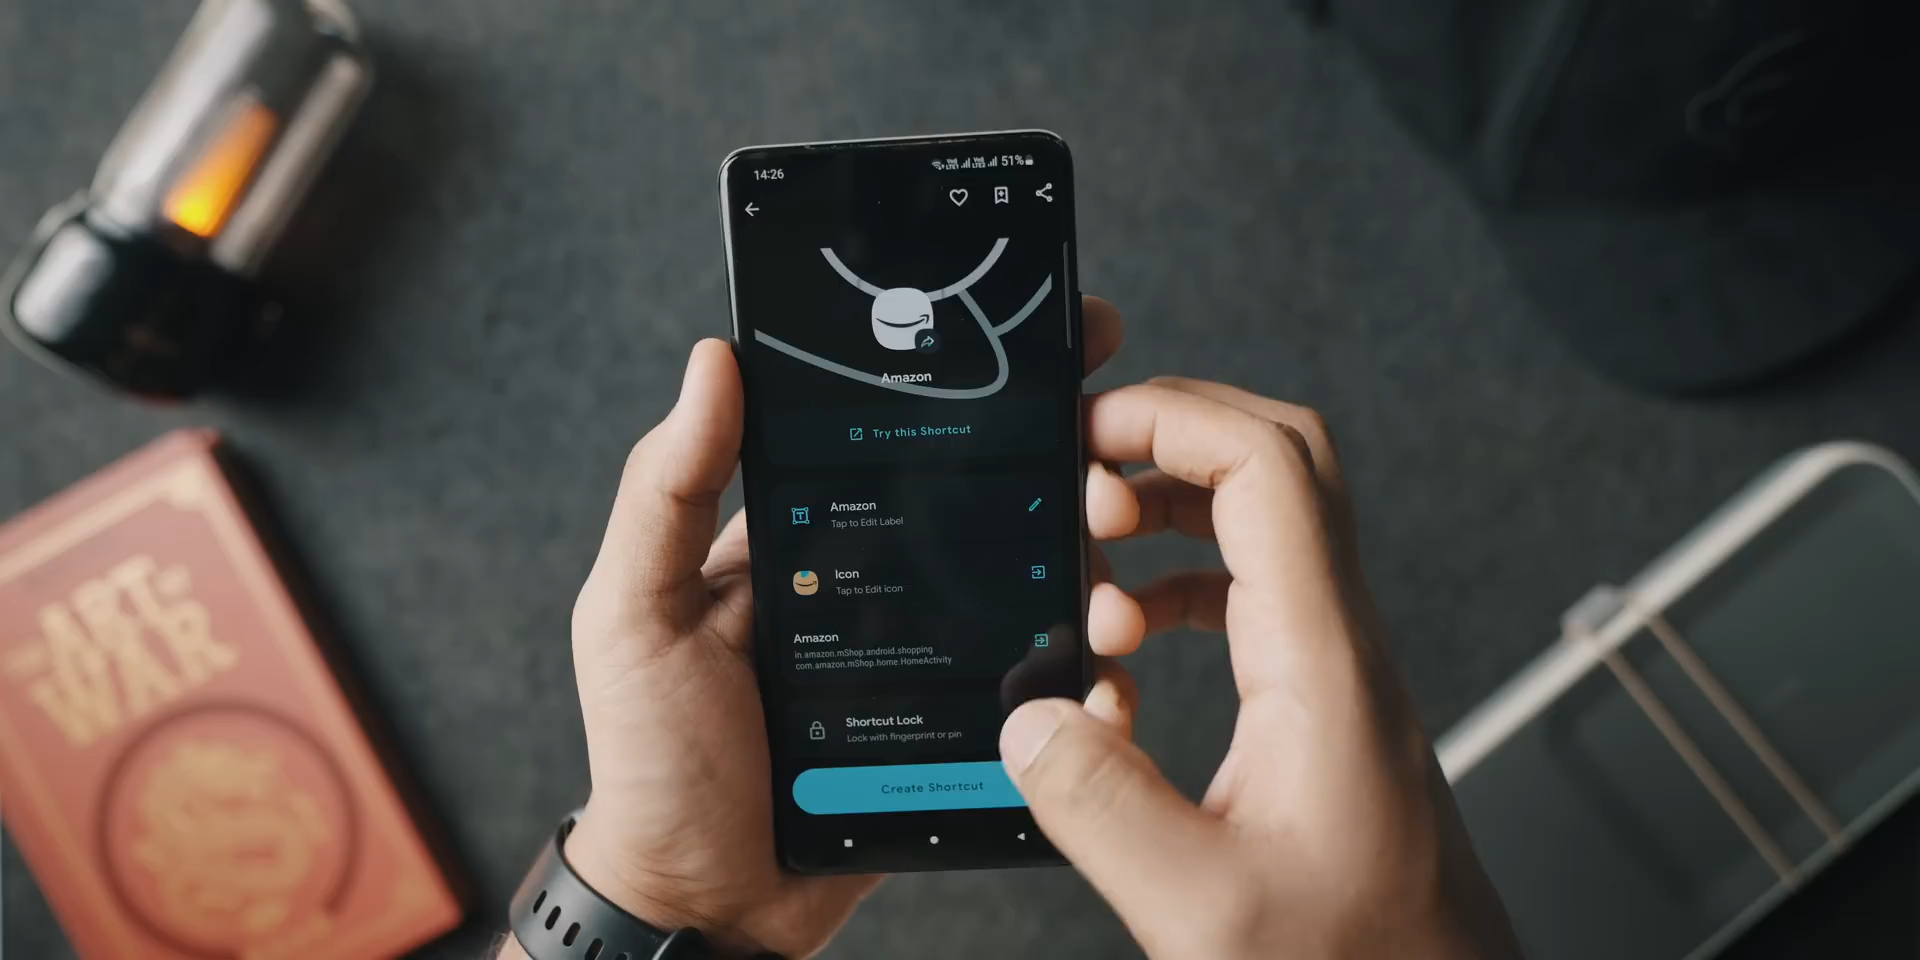 14:26
51%
Amazon
Try this Shortcut
Amazon
Tap to Edit Label
Icon
Tap to Edit icon
Amazon
in.amazon.mShop.android.shopping
com.amazon.mShop.home.HomeActivity
Shortcut Lock
Lock with fingerprint or pin
Create Shortcut
ART
WAR